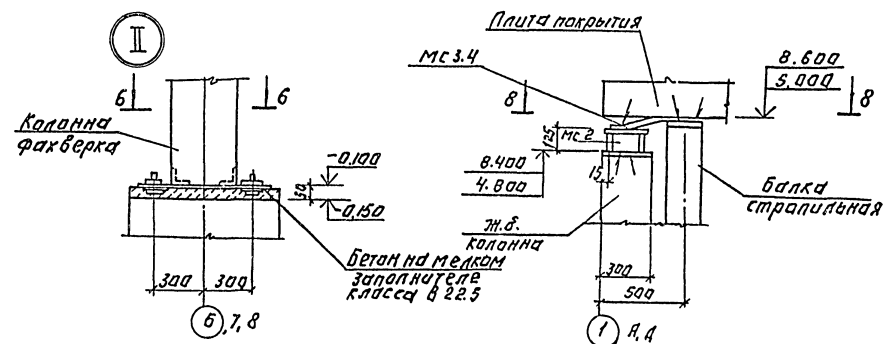 II
6
6
Колонна
фахверка
-0,100
50
-0,150
Бетон на мелком
заполнителе
класса В 22.5
300
300
6, 7, 8
Плита покрытия
МС 3.4
8
8.600
5.000
8
125
МС 2
8.400
4.800
15
Балка
стропильная
Ж.б.
колонна
300
500
1 А, Д